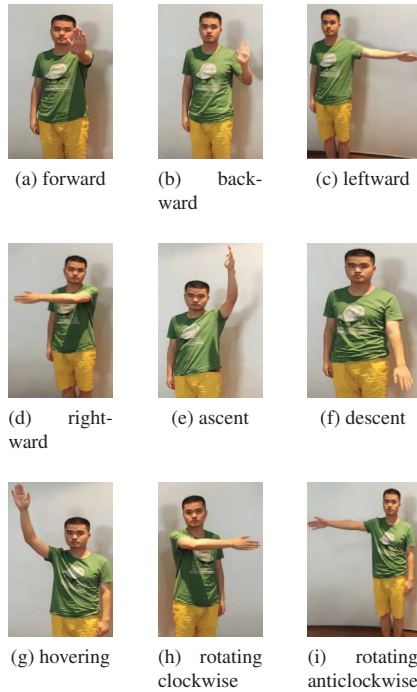 (a) forward
(b) back-
ward
(c) leftward
(d) right-
ward
(e) ascent
(f) descent
(g) hovering
(h) rotating
clockwise
(i) rotating
anticlockwise